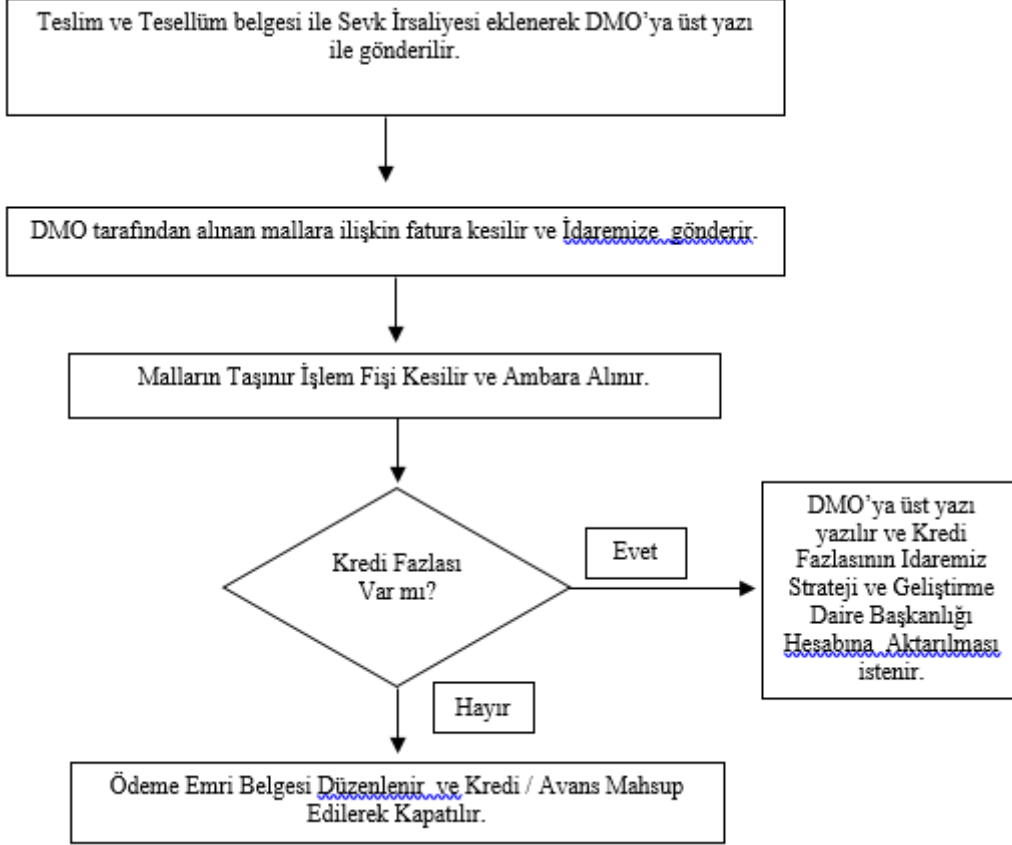 Teslim ve Tesellüm belgesi ile Sevk İrsaliyesi eklenerek DMO’ya üst yazı
ile gönderilir.
DMO tarafından alınan mallara ilişkin fatura kesilir ve İdaremize gönderir.
Malların Taşınır İşlem Fişi Kesilir ve Ambara Alınır.
Kredi Fazlası
Var mı?
Evet
DMO’ya üst yazı
yazılır ve Kredi
Fazlasının Idaremiz
Strateji ve Geliştirme
Daire Başkanlığı
Hesabına Aktarılması
istenir.
Hayır
Ödeme Emri Belgesi Düzenlenir ve Kredi / Avans Mahsup
Edilerek Kapatılır.